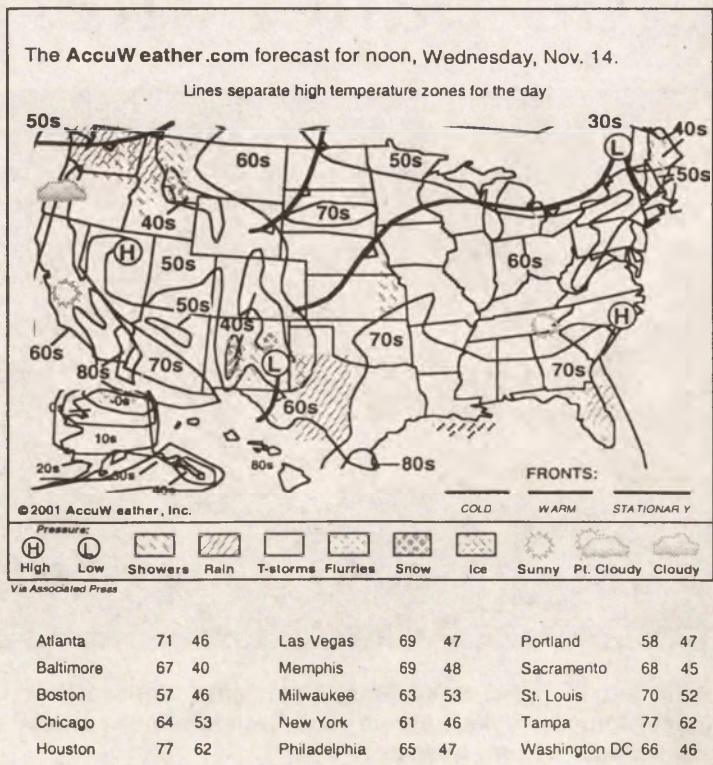 The AccuWeather.com forecast for noon, Wednesday, Nov. 14.
Lines separate high temperature zones for the day
50s 30s 40s
L
60s 50s
50s
70s
40s
H 50s 60s
50s
40s H
70s
60s L
80s 70s 70s
60s
0s -0s
10s
80s 80s
20s 30s
40s
FRONTS:
©2001 AccuWeather, Inc. COLD WARM STATIONARY
Pressure:
H L
High Low Showers Rain T-storms Flurries Snow Ice Sunny Pt. Cloudy Cloudy
Via Associated Press
Atlanta 71 46 Las Vegas 69 47 Portland 58 47
Baltimore 67 40 Memphis 69 48 Sacramento 68 45
Boston 57 46 Milwaukee 63 53 St. Louis 70 52
Chicago 64 53 New York 61 46 Tampa 77 62
Houston 77 62 Philadelphia 65 47 Washington DC 66 46